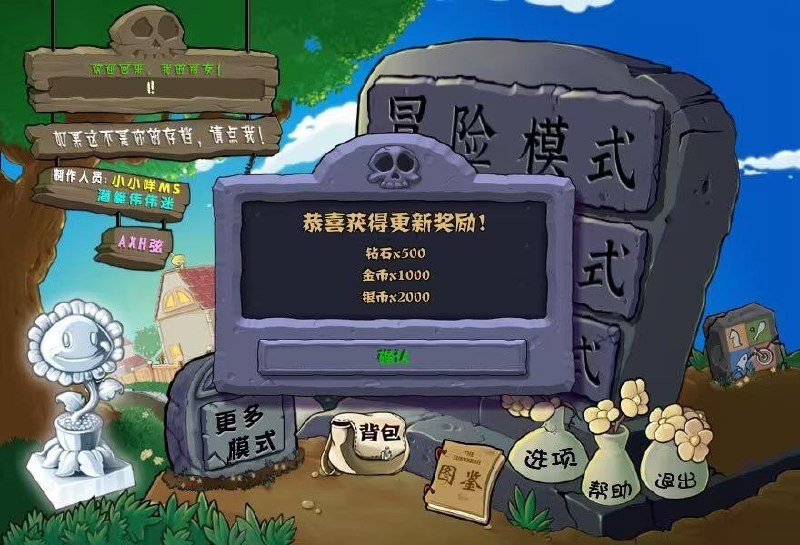 欢迎回来，我的朋友！
1!
如果这不是你的存档，请点我！
制作人员：小小咩MS
潜艇伟伟迷
AXH弦
冒险模式
恭喜获得更新奖励！
钻石x500
金币x1000
银币x2000
确认
式
式
更多
模式
背包
图鉴
选项
帮助
退出